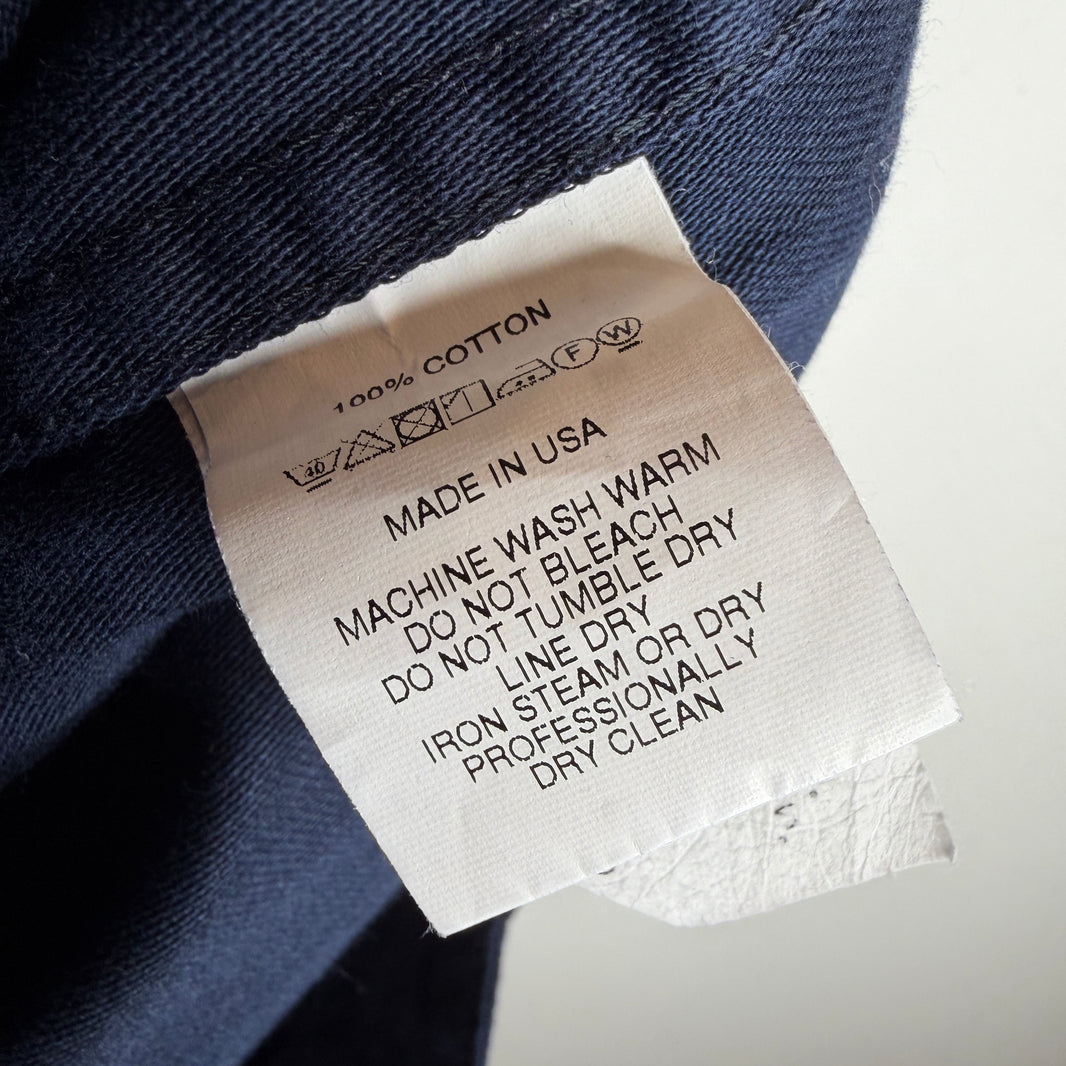 100% COTTON
40 F W
MADE IN USA
MACHINE WASH WARM
DO NOT BLEACH
DO NOT TUMBLE DRY
LINE DRY
IRON STEAM OR DRY
PROFESSIONALLY
DRY CLEAN